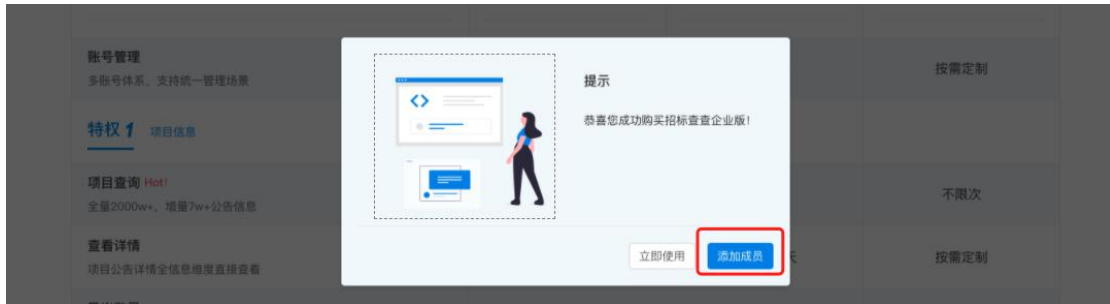 账号管理
多账号体系，支持统一管理场景
按需定制
提示
恭喜您成功购买招标查查企业版！
特权 1 项目信息
项目查询 Hot!
全量2000w+，增量7w+公告信息
不限次
查看详情
项目公告详情全信息维度直接查看
按需定制
立即使用
添加成员